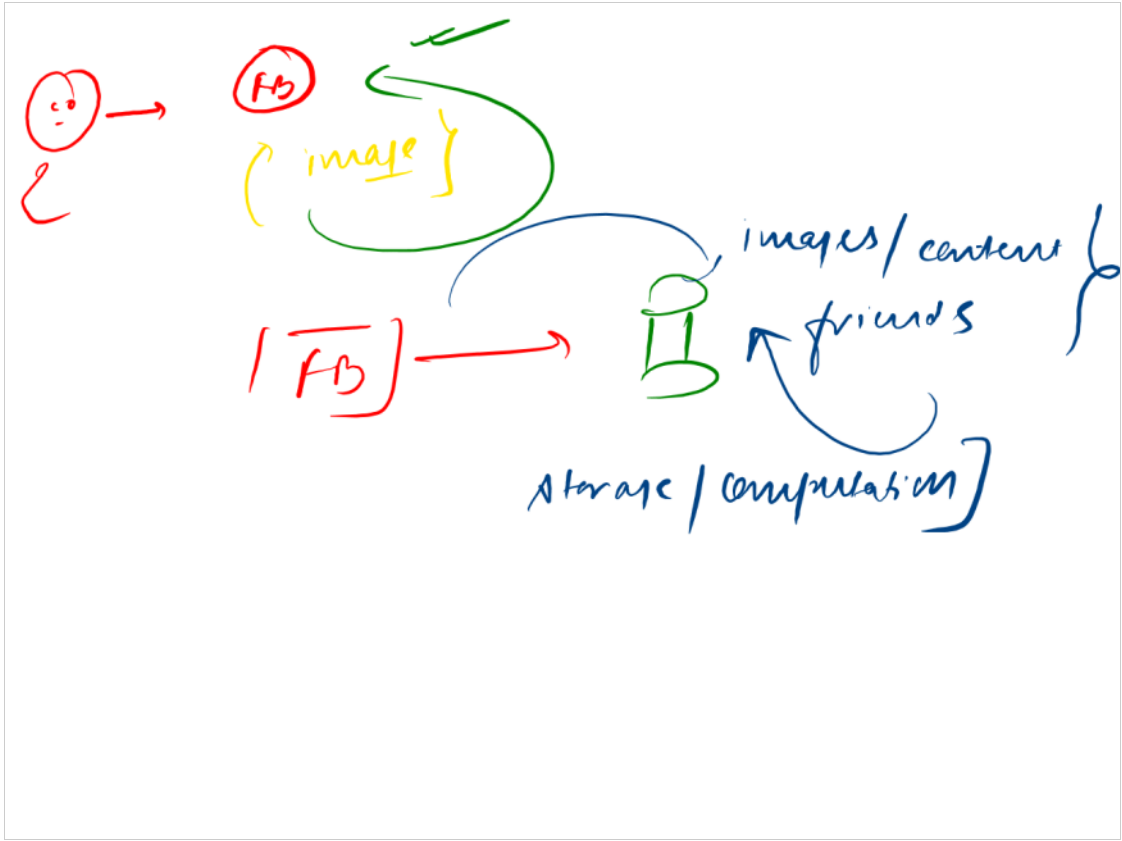 FB
image
images / content
friends
FB
storage / computation